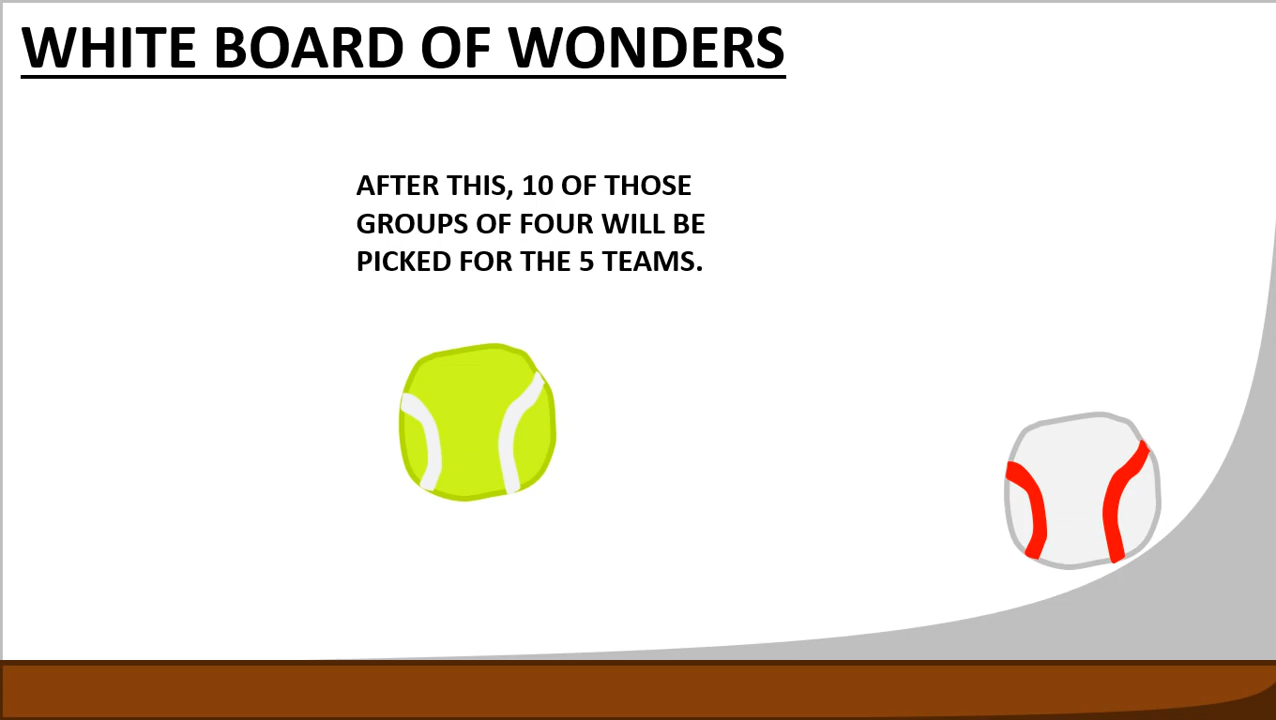 WHITE BOARD OF WONDERS
AFTER THIS, 10 OF THOSE
GROUPS OF FOUR WILL BE
PICKED FOR THE 5 TEAMS.